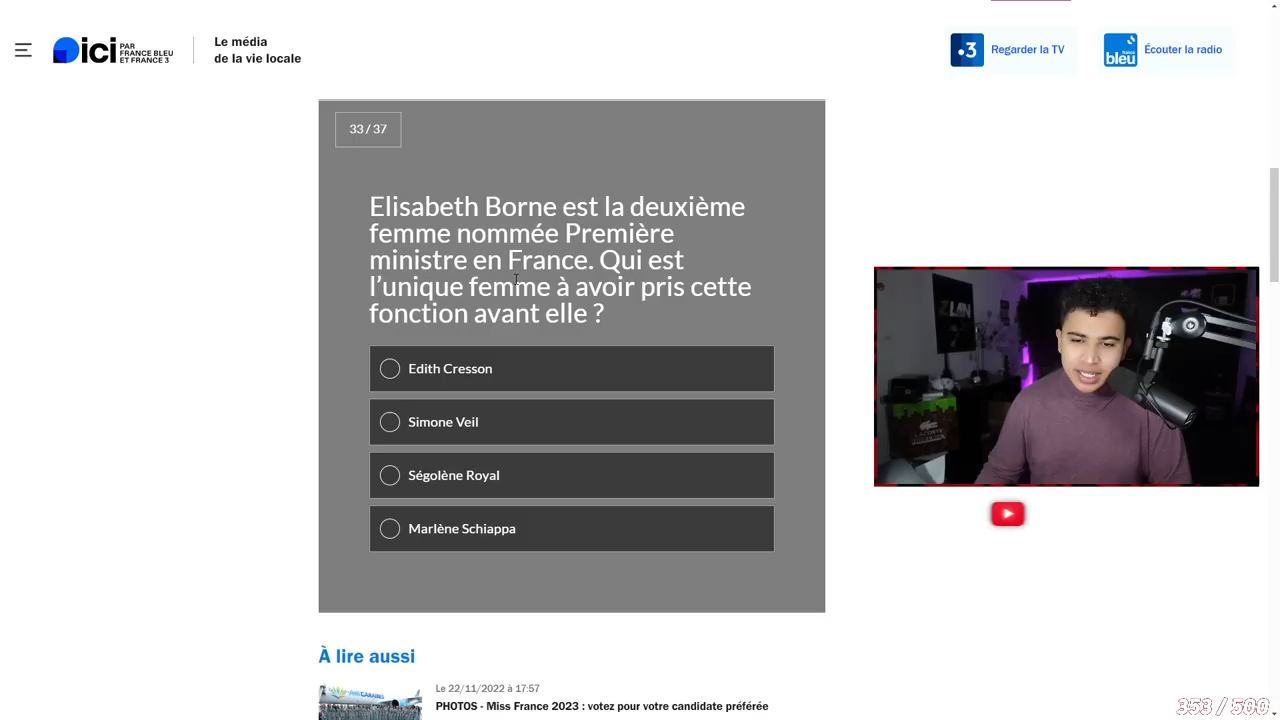 ici
PAR
FRANCE BLEU
ET FRANCE 3
Le média
de la vie locale
.3
Regarder la TV
france
bleu
Écouter la radio
33 / 37
Elisabeth Borne est la deuxième
femme nommée Première
ministre en France. Qui est
l’unique femme à avoir pris cette
fonction avant elle ?
Edith Cresson
Simone Veil
Ségolène Royal
Marlène Schiappa
À lire aussi
Le 22/11/2022 à 17:57
PHOTOS - Miss France 2023 : votez pour votre candidate préférée